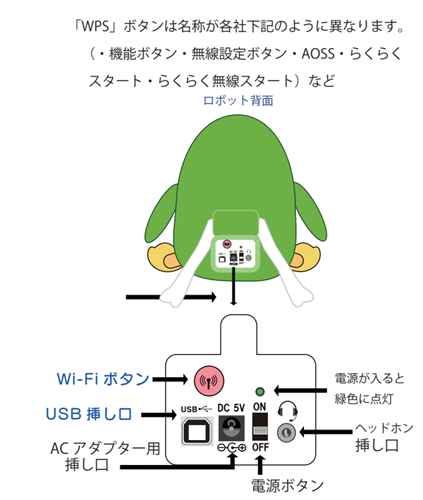 「WPS」ボタンは名称が各社下記のように異なります。
（・機能ボタン・無線設定ボタン・AOSS・らくらく
スタート・らくらく無線スタート）など
ロボット背面
Wi-Fi ボタン
USB 挿し口
AC アダプター用
挿し口
USB
DC 5V
ON
OFF
電源が入ると
緑色に点灯
ヘッドホン
挿し口
電源ボタン